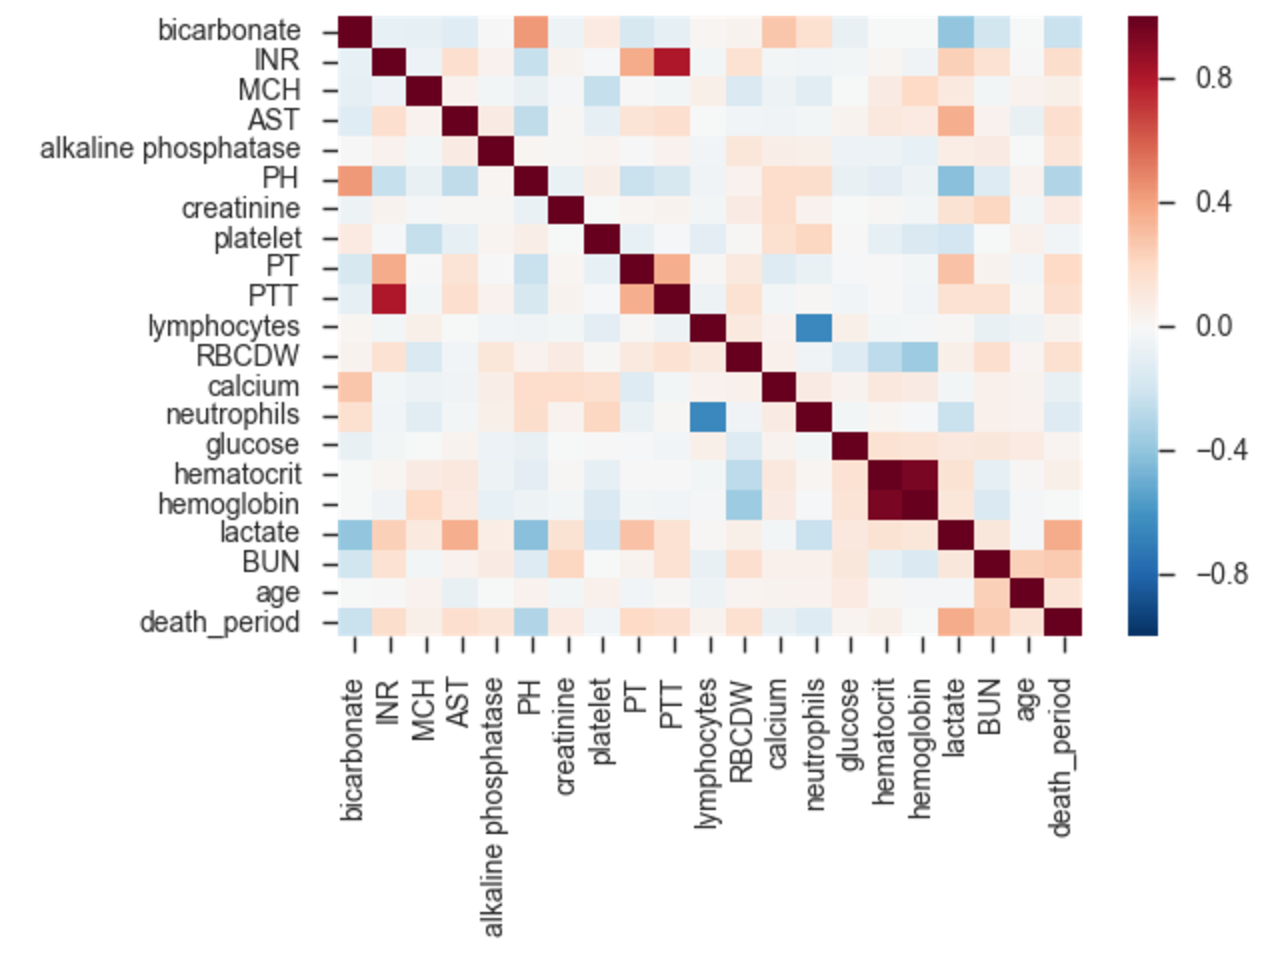 bicarbonate
INR
MCH
AST
alkaline phosphatase
PH
creatinine
platelet
PT
PTT
lymphocytes
RBCDW
calcium
neutrophils
glucose
hematocrit
hemoglobin
lactate
BUN
age
death_period
bicarbonate
INR
MCH
AST
alkaline phosphatase
PH
creatinine
platelet
PT
PTT
lymphocytes
RBCDW
calcium
neutrophils
glucose
hematocrit
hemoglobin
lactate
BUN
age
death_period
0.8
0.4
0.0
−0.4
−0.8